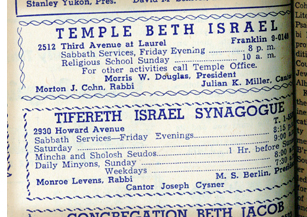 Stanley Yukon, Pres.
TEMPLE BETH ISRAEL
2512 Third Avenue at Laurel Franklin 9-0149
Sabbath Services, Friday Evening 8 p. m.
Religious School Sunday 10 a. m.
For other activities call Temple Office.
Morris W. Douglas, President
Morton J. Cohn, Rabbi Julian K. Miller, Cantor
TIFERETH ISRAEL SYNAGOGUE
2930 Howard Avenue
Sabbath Services—Friday Evenings
Saturday
Mincha and Sholosh Seudos 1 Hr. before
Daily Minyons, Sunday
Weekdays
Monroe Levens, Rabbi M. S. Berlin,
Cantor Joseph Cysner
CONGREGATION BETH JACOB